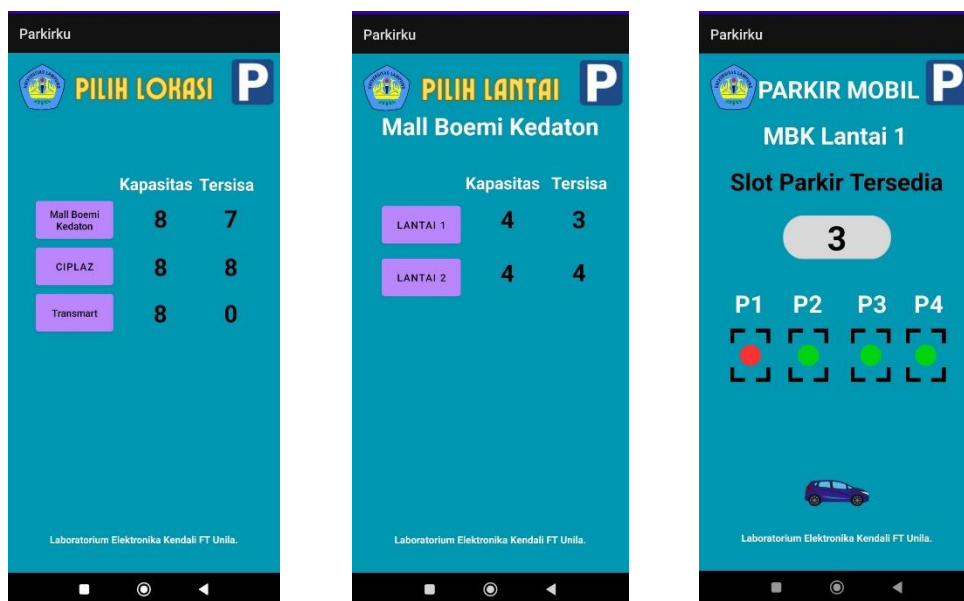 Parkirku
PILIH LOKASI P
Kapasitas Tersisa
Mall Boemi
Kedaton
8 7
CIPLAZ 8 8
Transmart 8 0
Laboratorium Elektronika Kendali FT Unila.
Parkirku
PILIH LANTAI P
Mall Boemi Kedaton
Kapasitas Tersisa
LANTAI 1 4 3
LANTAI 2 4 4
Laboratorium Elektronika Kendali FT Unila.
Parkirku
PARKIR MOBIL P
MBK Lantai 1
Slot Parkir Tersedia
3
P1 P2 P3 P4
Laboratorium Elektronika Kendali FT Unila.